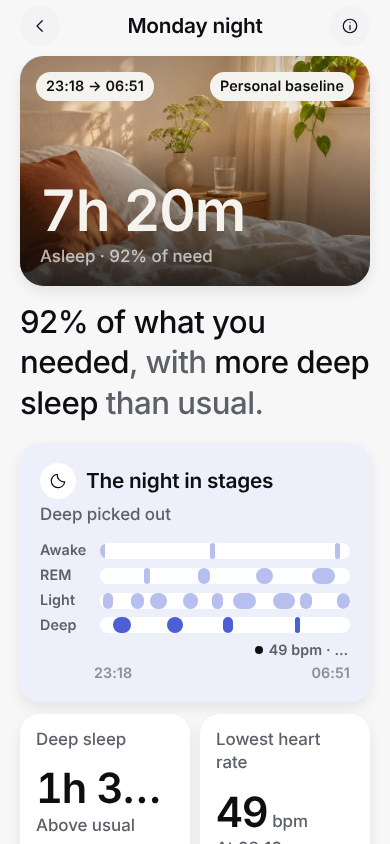 Monday night
23:18 → 06:51
Personal baseline
7h 20m
Asleep · 92% of need
92% of what you
needed, with more deep
sleep than usual.
The night in stages
Deep picked out
Awake
REM
Light
Deep
49 bpm · ...
23:18
06:51
Deep sleep
1h 3...
Above usual
Lowest heart
rate
49 bpm